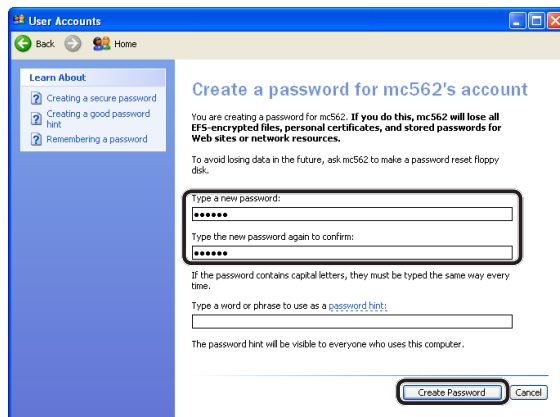 User Accounts
Back Home
Learn About
Creating a secure password
Creating a good password
hint
Remembering a password
Create a password for mc562's account
You are creating a password for mc562. If you do this, mc562 will lose all
EFS-encrypted files, personal certificates, and stored passwords for
Web sites or network resources.
To avoid losing data in the future, ask mc562 to make a password reset floppy
disk.
Type a new password:
●●●●●●
Type the new password again to confirm:
●●●●●●
If the password contains capital letters, they must be typed the same way every
time.
Type a word or phrase to use as a password hint:
The password hint will be visible to everyone who uses this computer.
Create Password Cancel